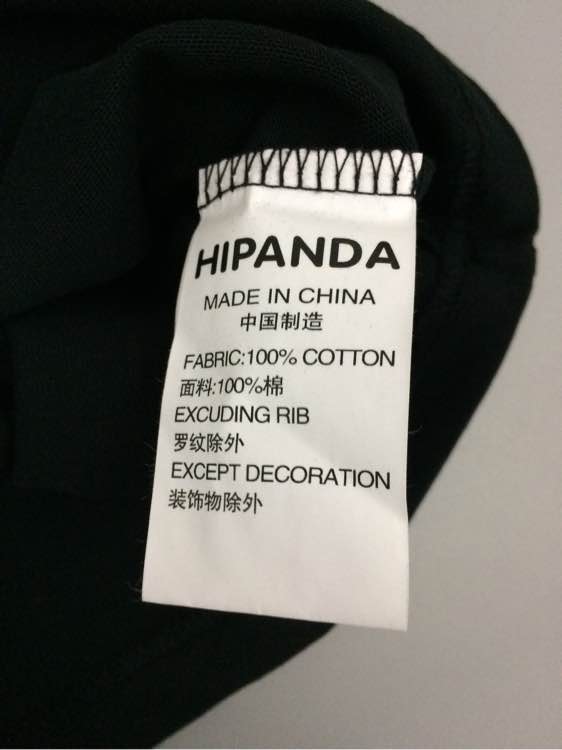 HIPANDA
MADE IN CHINA
中国制造
FABRIC:100% COTTON
面料:100%棉
EXCUDING RIB
罗纹除外
EXCEPT DECORATION
装饰物除外